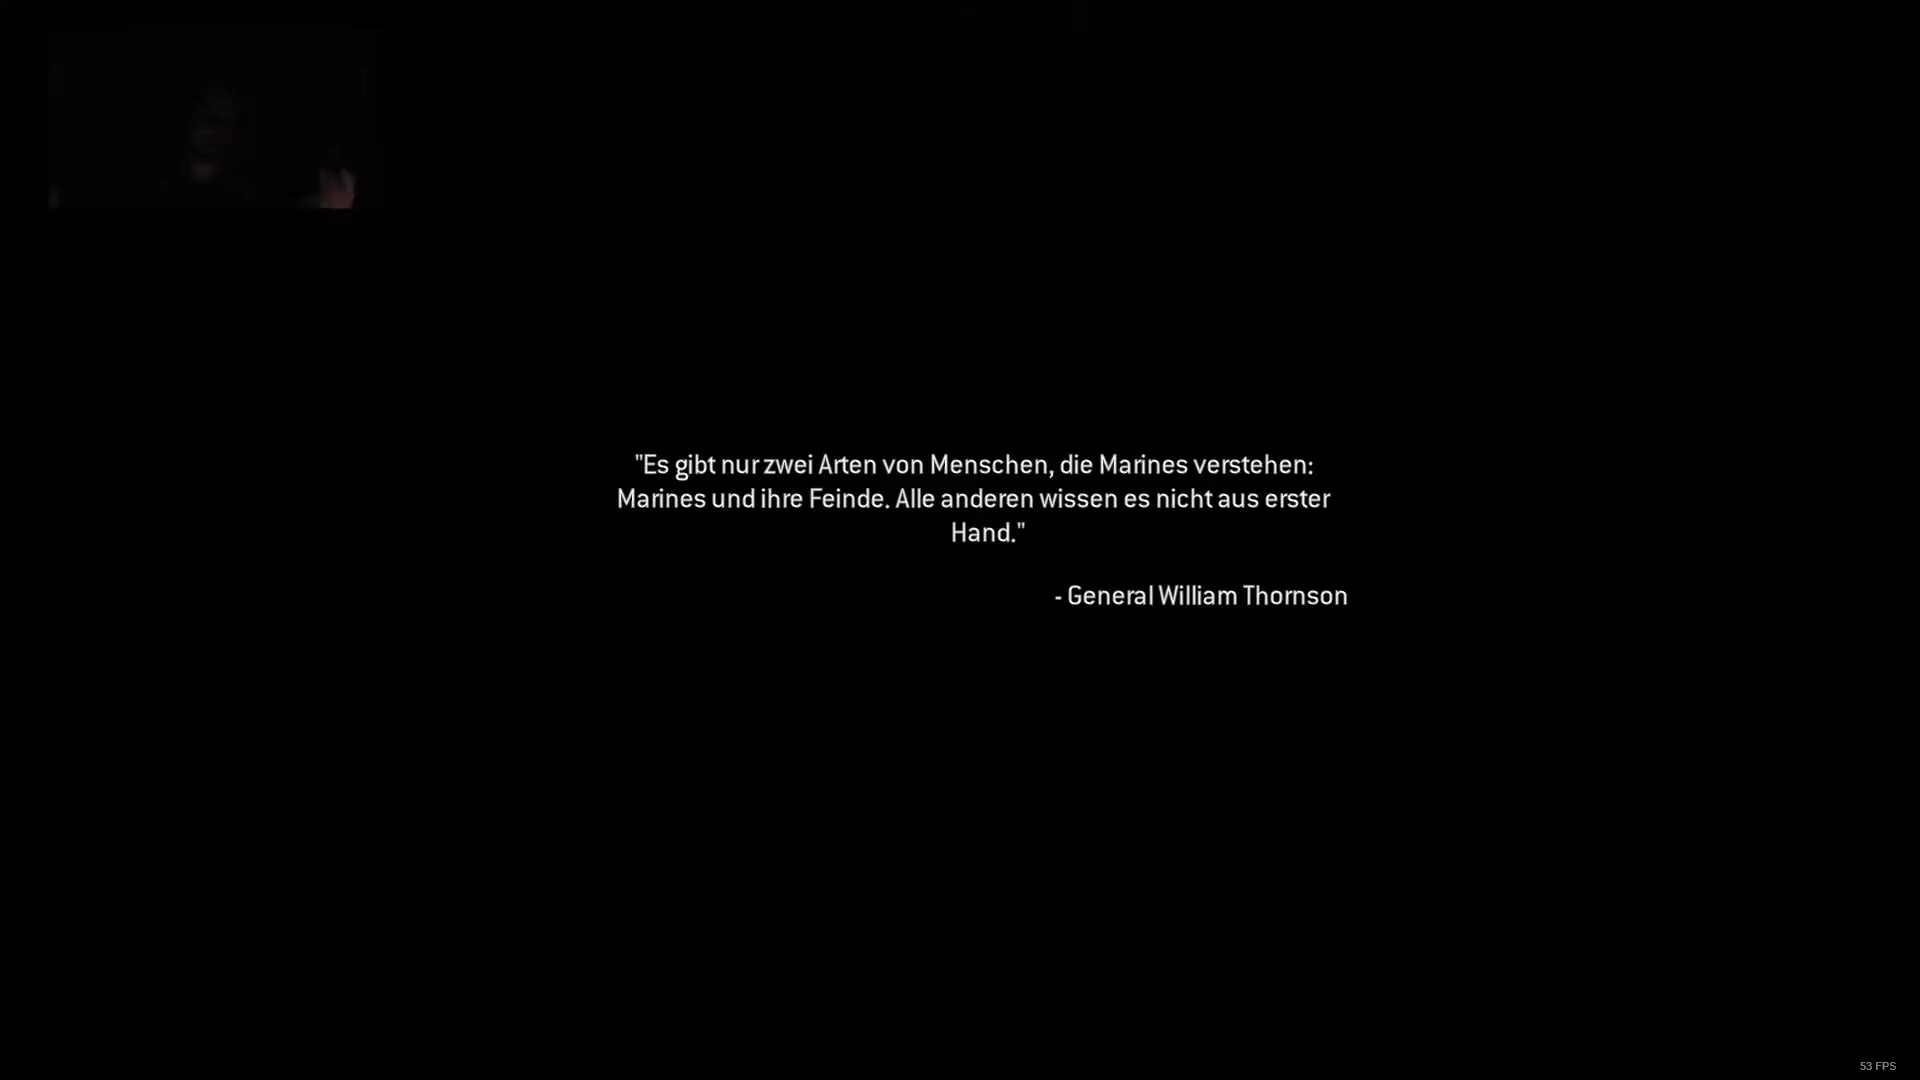 "Es gibt nur zwei Arten von Menschen, die Marines verstehen:
Marines und ihre Feinde. Alle anderen wissen es nicht aus erster
Hand."
- General William Thornson
53 FPS